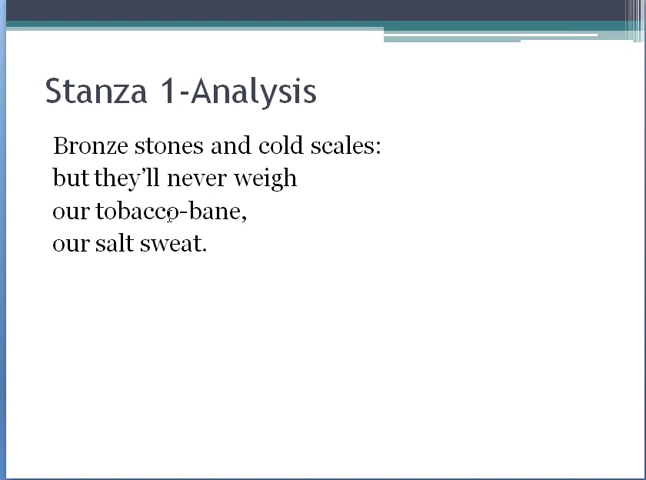 Stanza 1-Analysis
Bronze stones and cold scales:
but they’ll never weigh
our tobacco-bane,
our salt sweat.